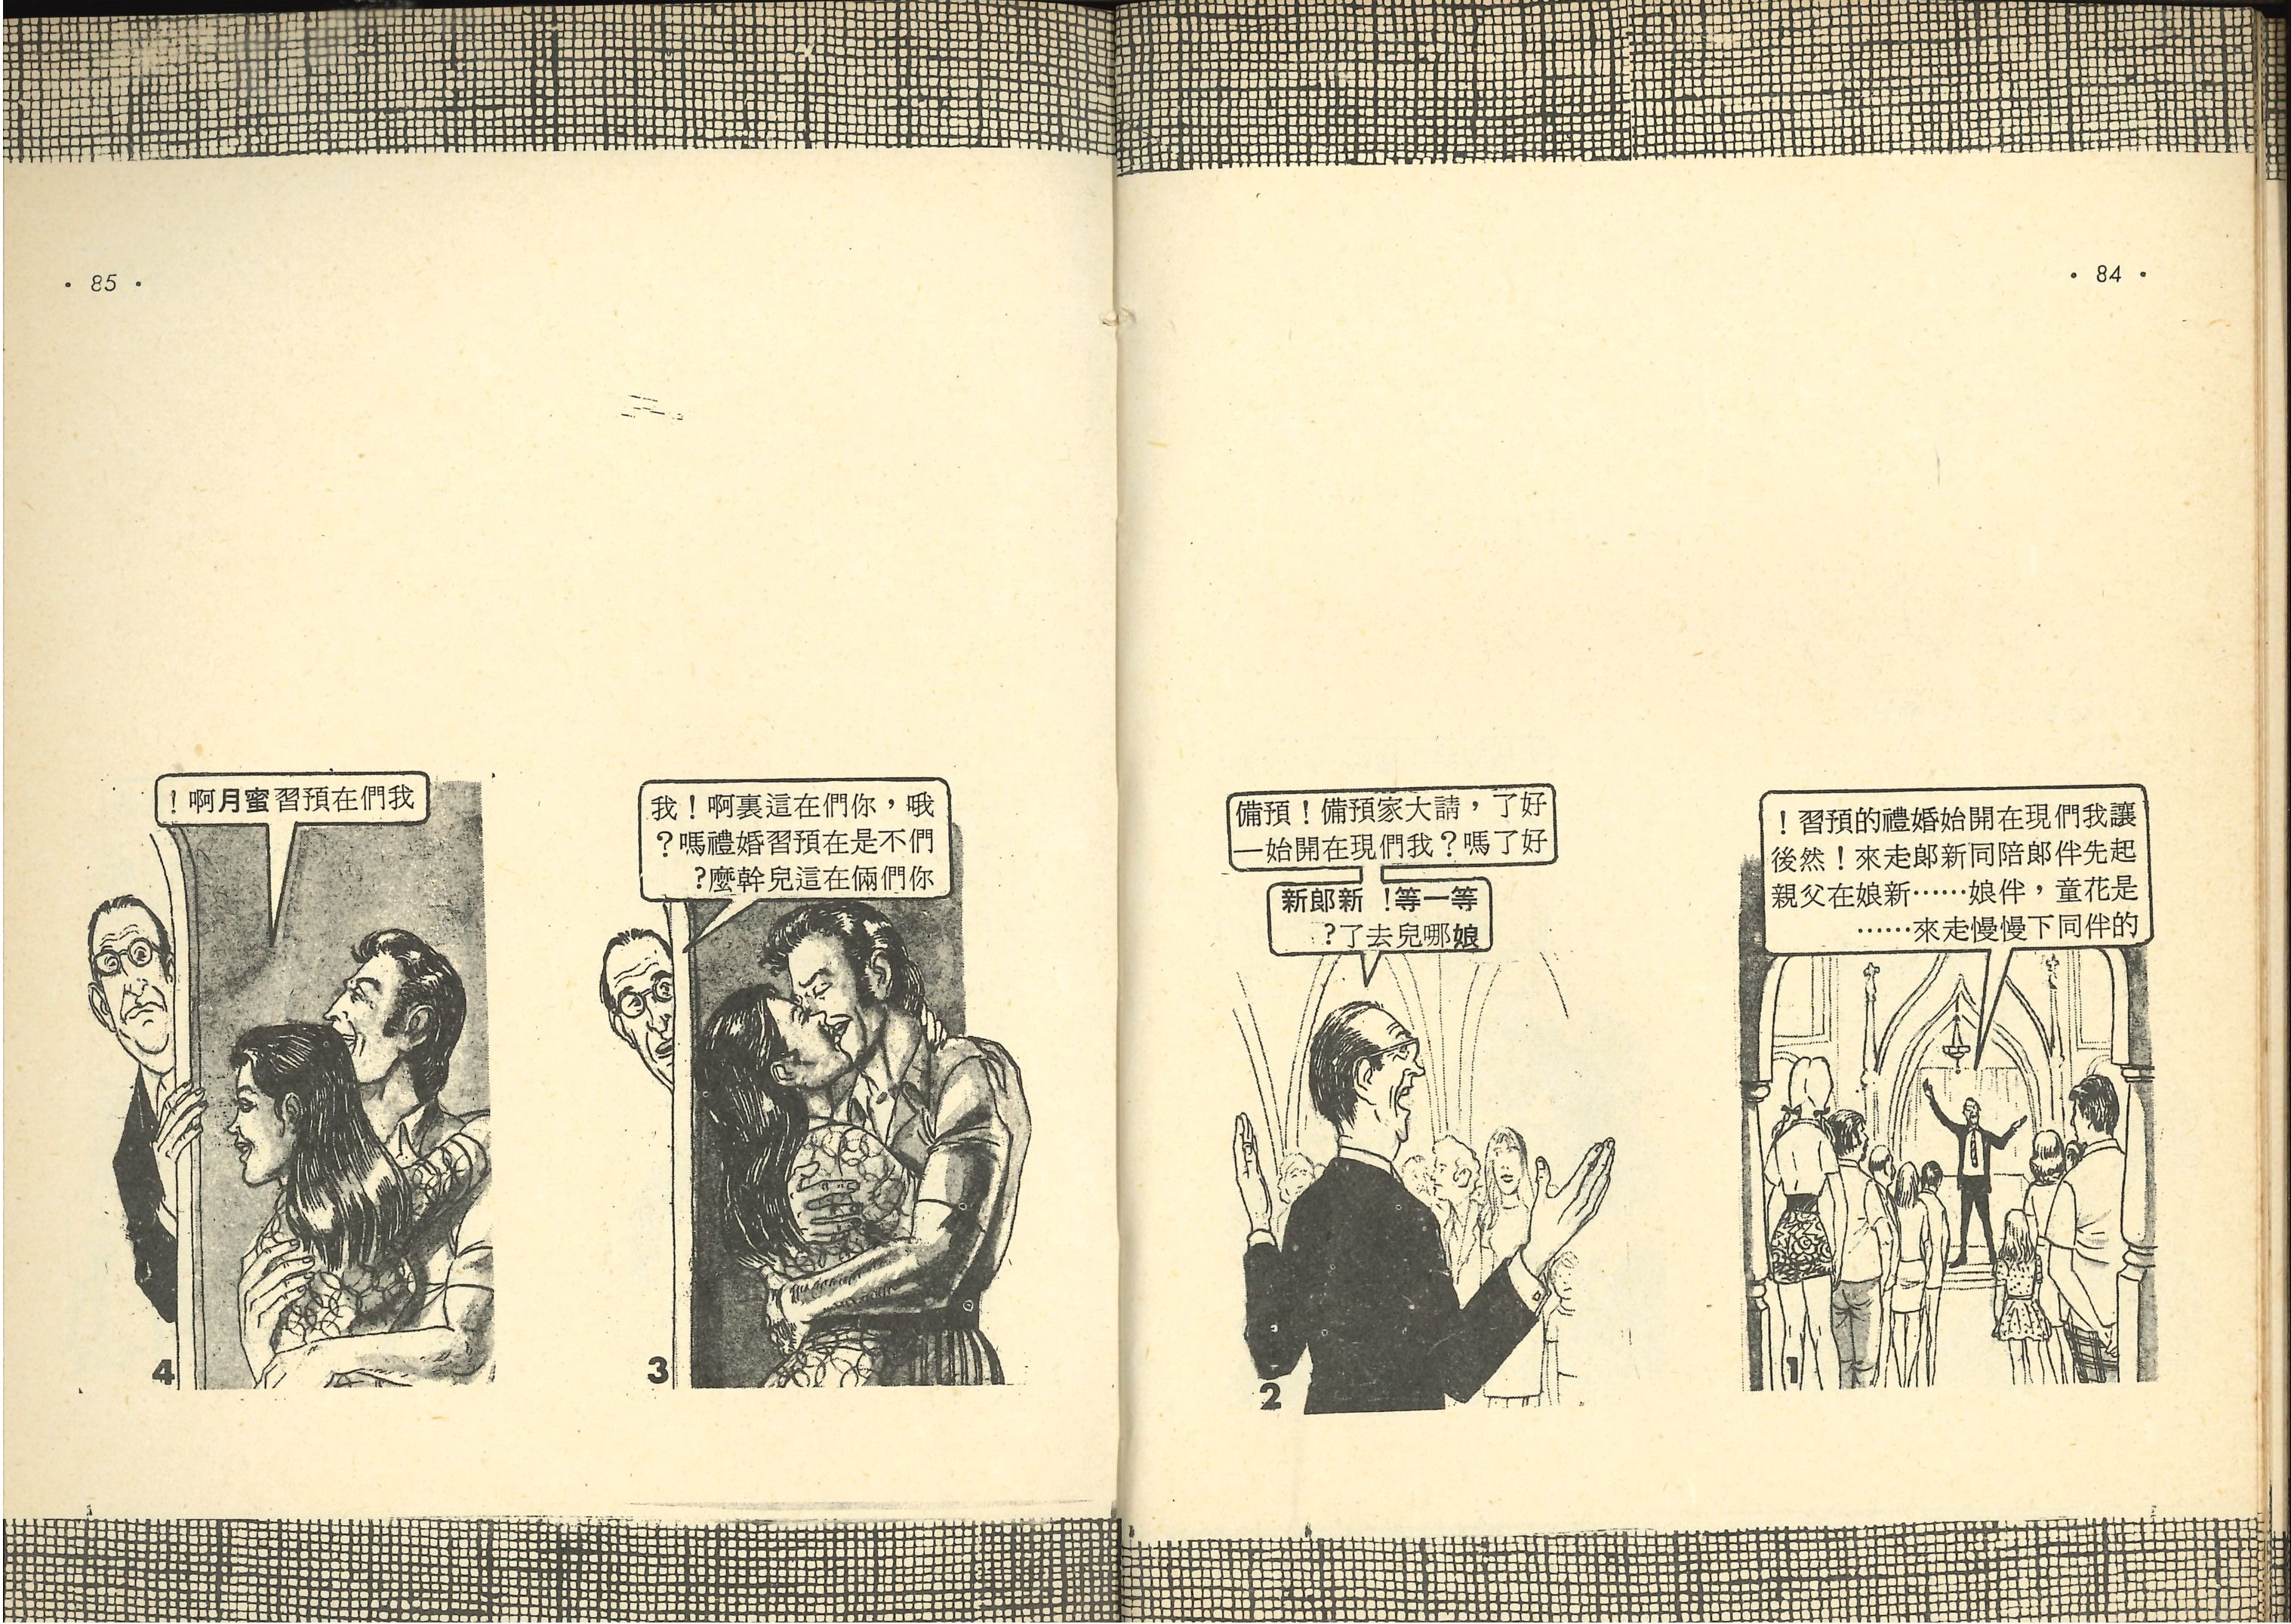 · 84 ·
讓我們現在開始婚禮的預習!
起先伴郎陪同新郎走來!然後
是花童,伴娘……新娘在父親
的伴同下慢慢走來……
1
好了,請大家預備!預備
好了嗎?我們現在開始—
等一等!新郎新
娘哪兒去了?
2
· 85 ·
哦,你們在這裏啊!我
們不是在預習婚禮嗎?
你們倆在這兒幹麼?
3
我們在預習蜜月啊!
4